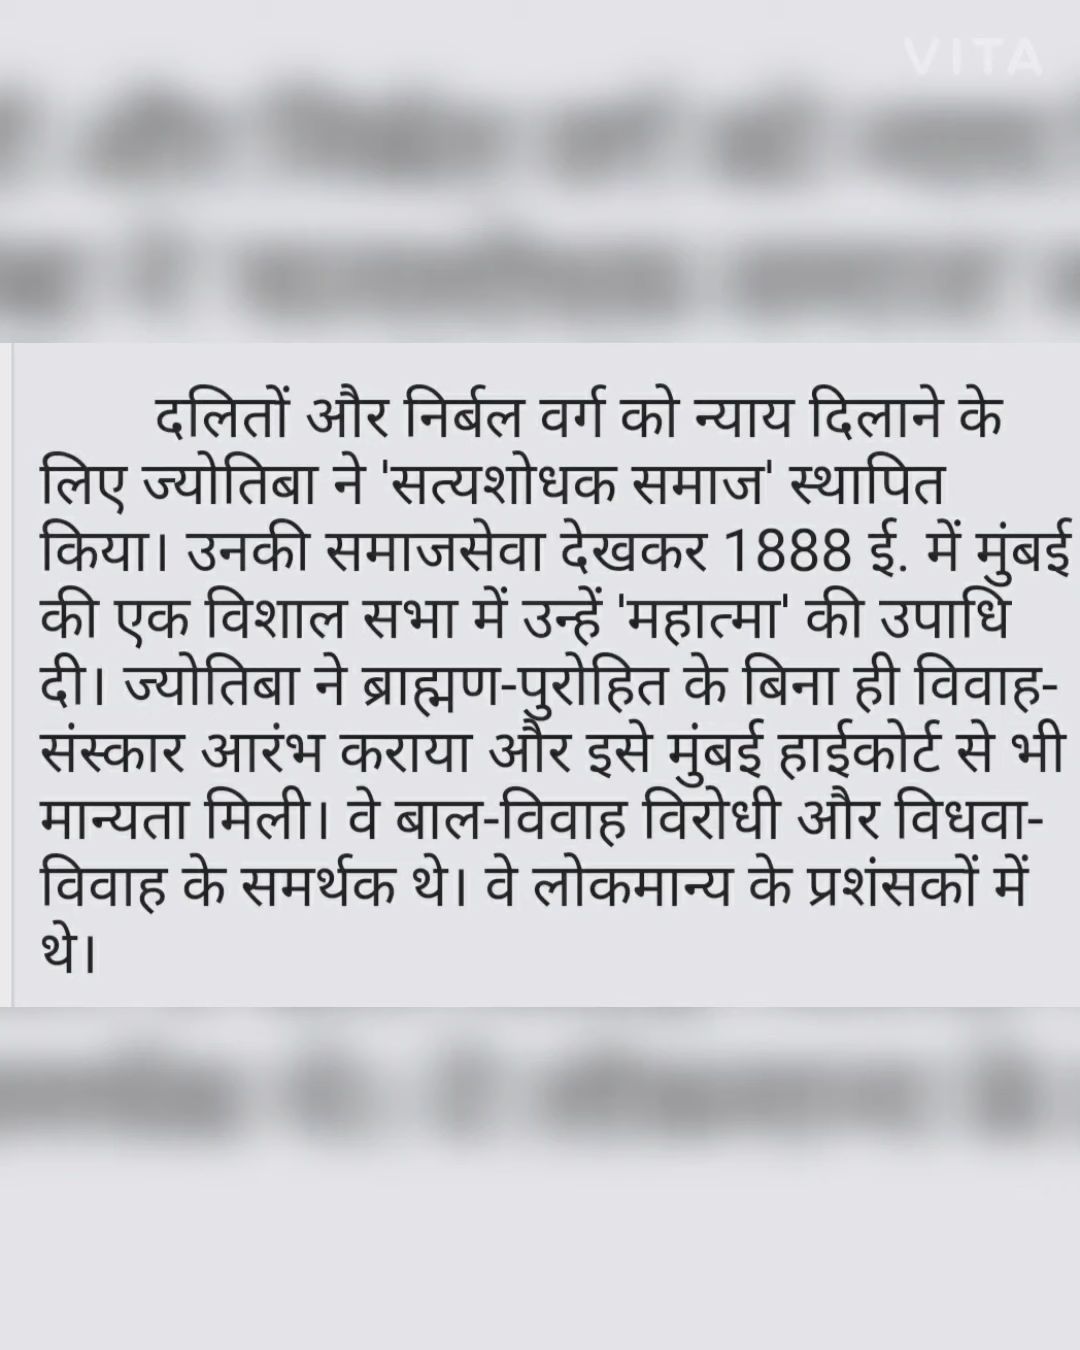 VITA
दलितों और निर्बल वर्ग को न्याय दिलाने के
लिए ज्योतिबा ने 'सत्यशोधक समाज' स्थापित
किया। उनकी समाजसेवा देखकर 1888 ई. में मुंबई
की एक विशाल सभा में उन्हें 'महात्मा' की उपाधि
दी। ज्योतिबा ने ब्राह्मण-पुरोहित के बिना ही विवाह-
संस्कार आरंभ कराया और इसे मुंबई हाईकोर्ट से भी
मान्यता मिली। वे बाल-विवाह विरोधी और विधवा-
विवाह के समर्थक थे। वे लोकमान्य के प्रशंसकों में
थे।